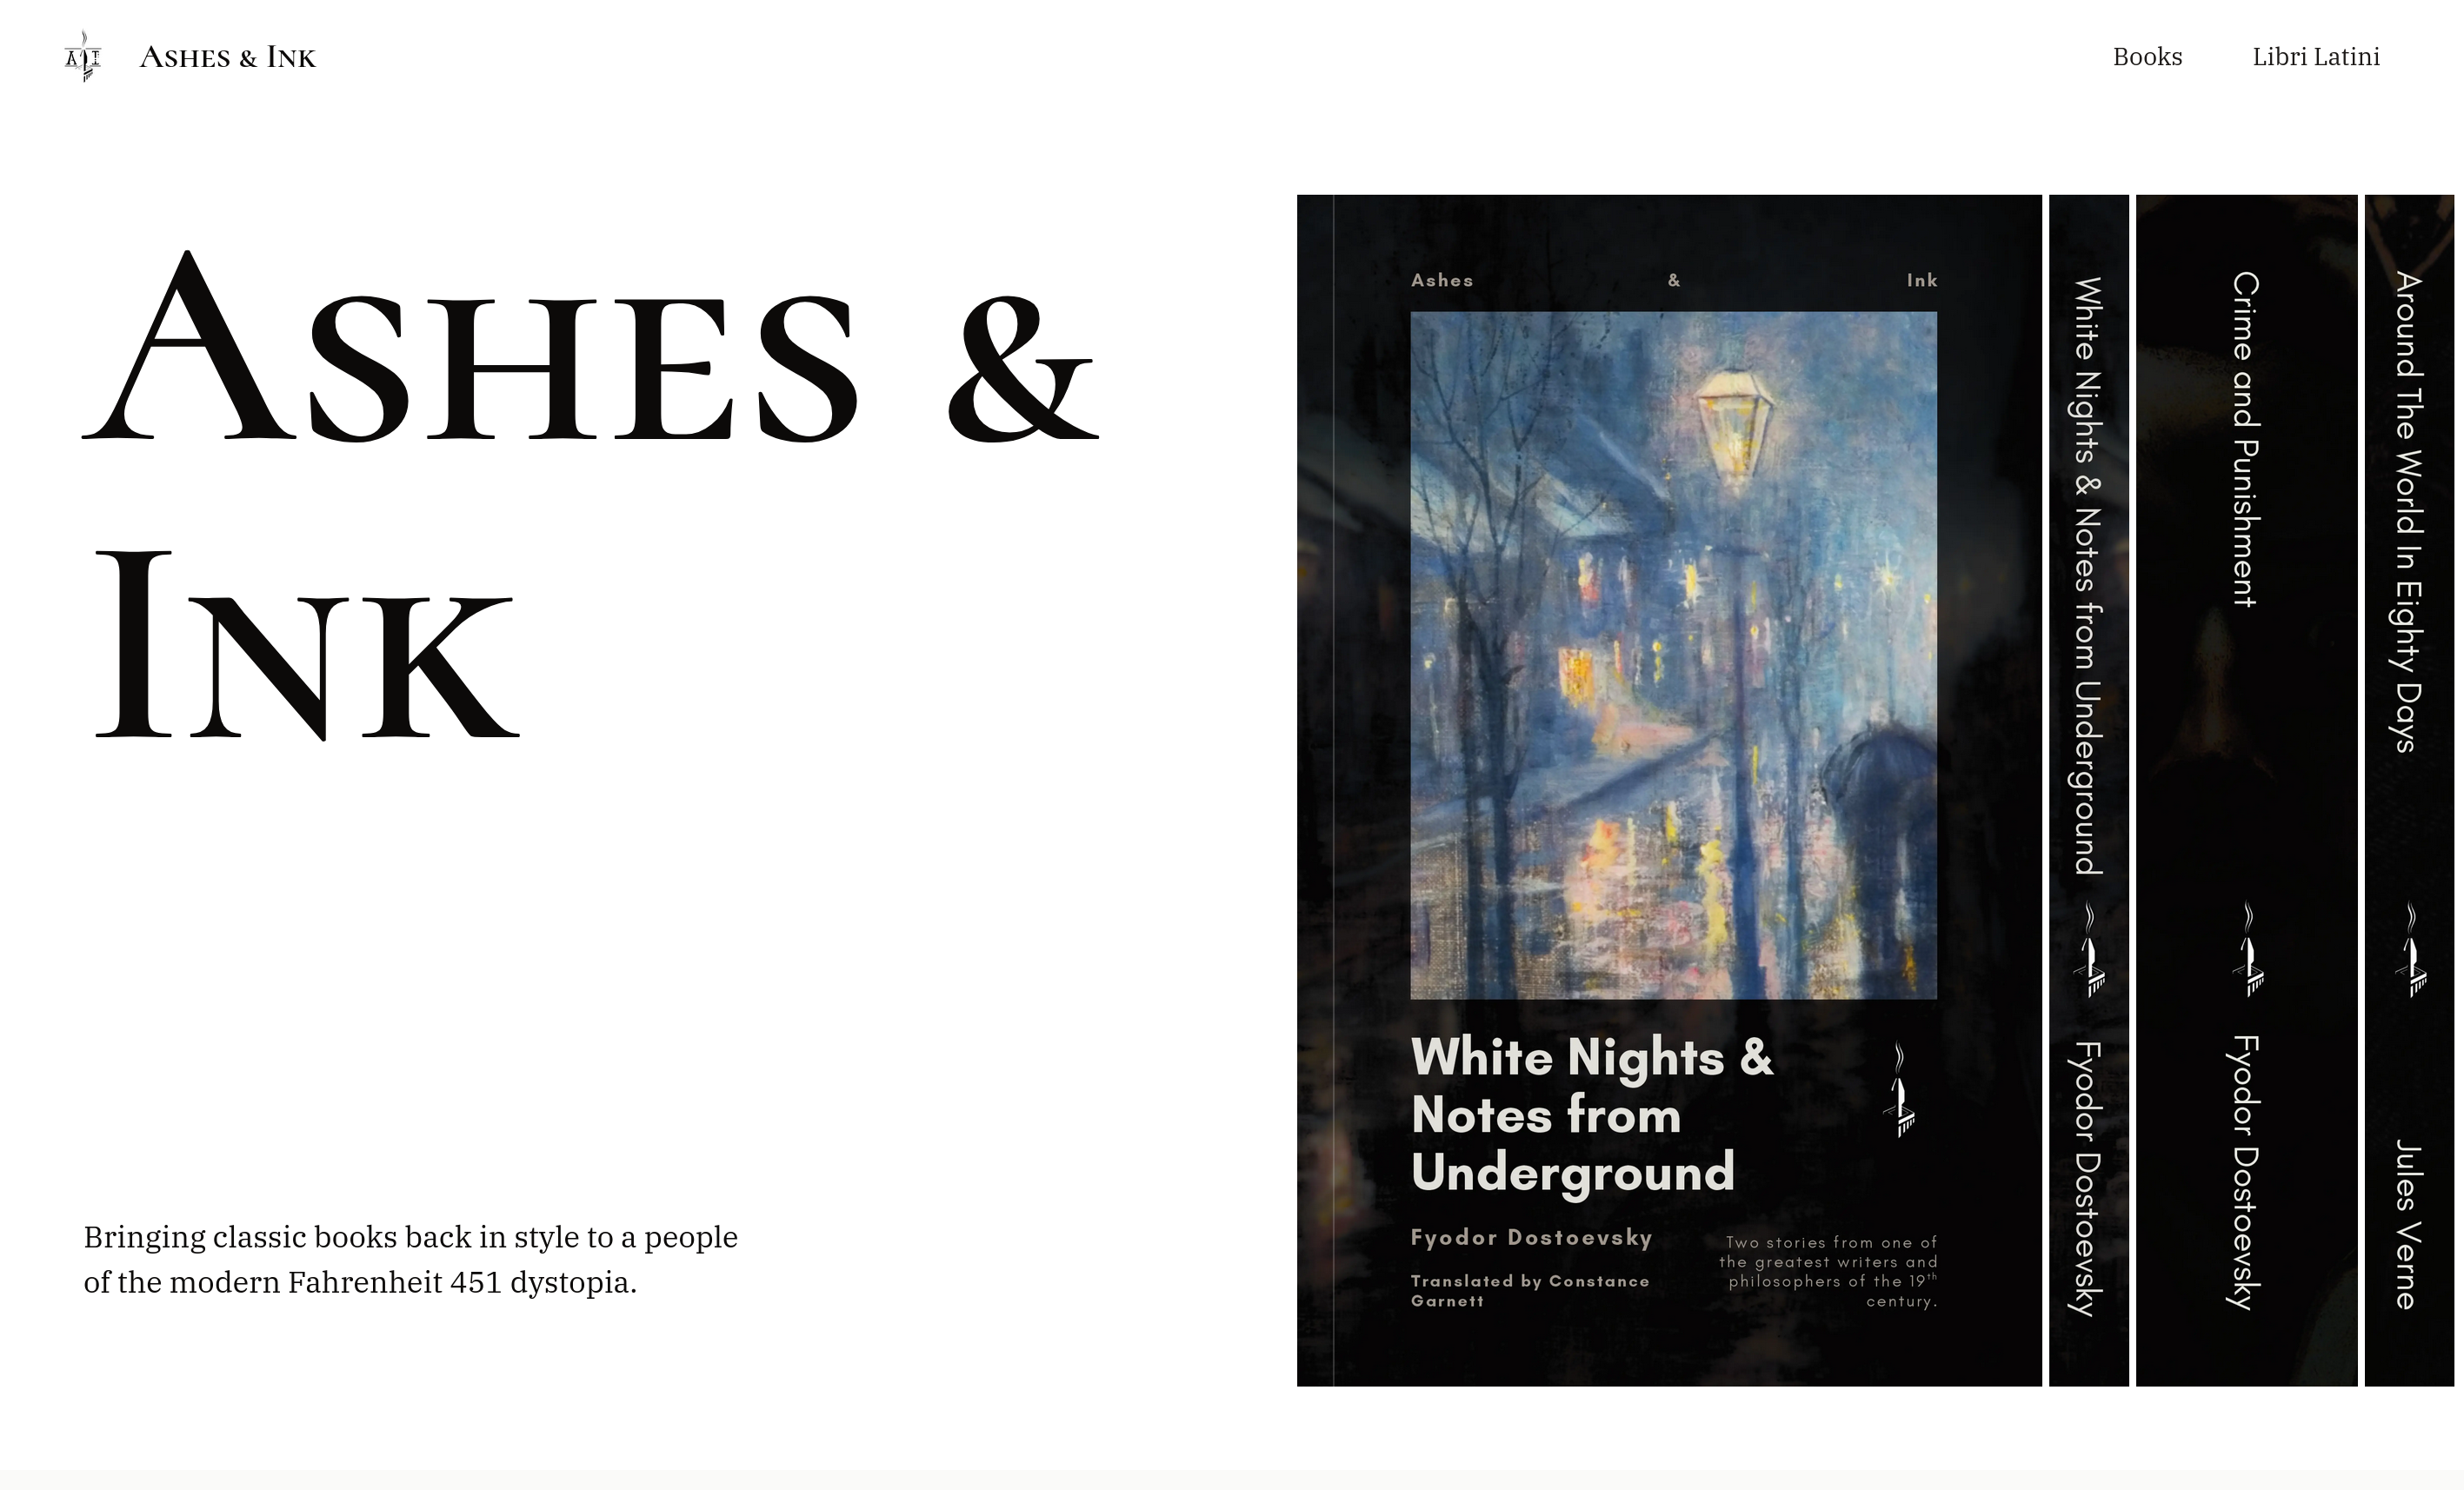 A I
Ashes & Ink
Books
Libri Latini
Ashes &
Ink
Bringing classic books back in style to a people
of the modern Fahrenheit 451 dystopia.
Ashes & Ink
White Nights &
Notes from
Underground
Fyodor Dostoevsky
Translated by Constance
Garnett
Two stories from one of
the greatest writers and
philosophers of the 19th
century.
White Nights & Notes from Underground Fyodor Dostoevsky
Crime and Punishment Fyodor Dostoevsky
Around The World In Eighty Days Jules Verne